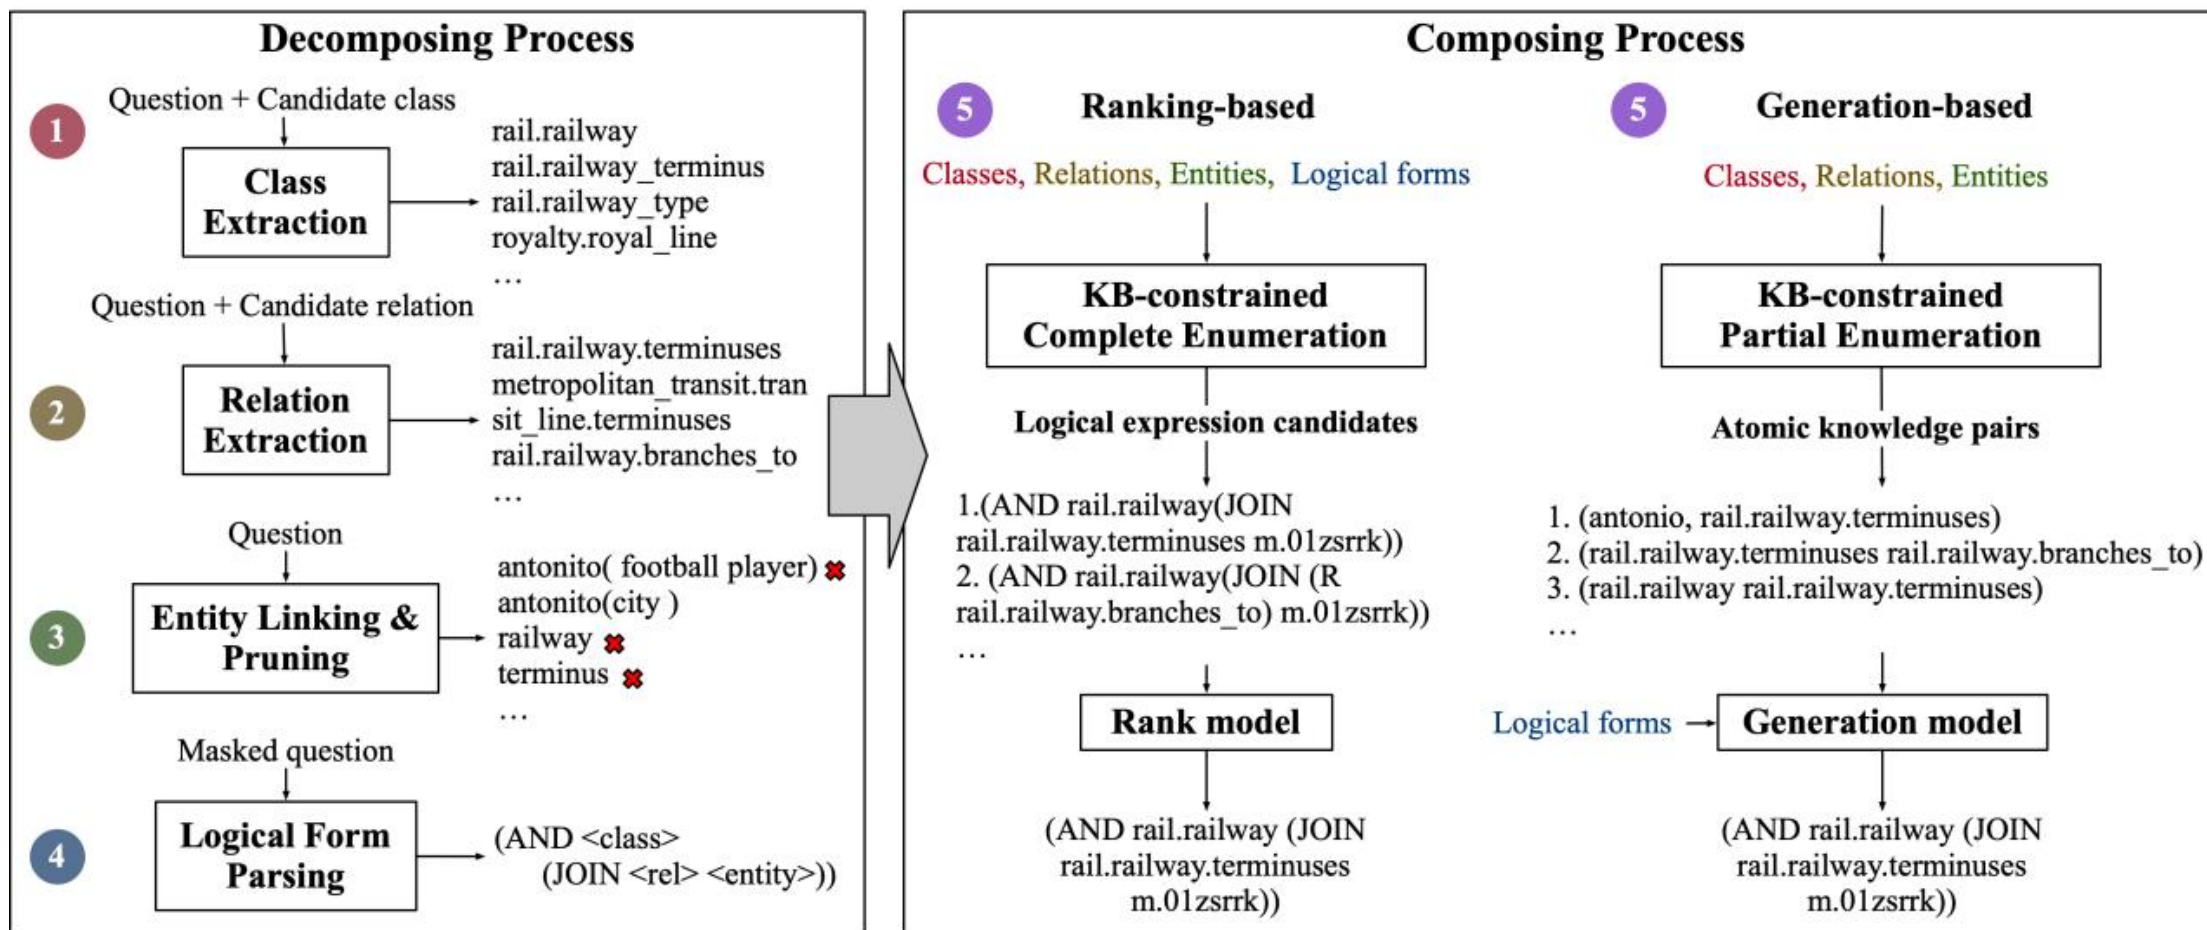 Decomposing Process
1
Question + Candidate class
Class
Extraction
rail.railway
rail.railway_terminus
rail.railway_type
royalty.royal_line
…
2
Question + Candidate relation
Relation
Extraction
rail.railway.terminuses
metropolitan_transit.tran
sit_line.terminuses
rail.railway.branches_to
…
3
Question
Entity Linking &
Pruning
antonito( football player)
antonito(city )
railway
terminus
…
4
Masked question
Logical Form
Parsing
(AND <class>
(JOIN <rel> <entity>))
Composing Process
5
Ranking-based
Classes, Relations, Entities, Logical forms
KB-constrained
Complete Enumeration
Logical expression candidates
1.(AND rail.railway(JOIN
rail.railway.terminuses m.01zsrrk))
2. (AND rail.railway(JOIN (R
rail.railway.branches_to) m.01zsrrk))
…
Rank model
(AND rail.railway (JOIN
rail.railway.terminuses
m.01zsrrk))
5
Generation-based
Classes, Relations, Entities
KB-constrained
Partial Enumeration
Atomic knowledge pairs
1. (antonio, rail.railway.terminuses)
2. (rail.railway.terminuses rail.railway.branches_to)
3. (rail.railway rail.railway.terminuses)
…
Logical forms
Generation model
(AND rail.railway (JOIN
rail.railway.terminuses
m.01zsrrk))